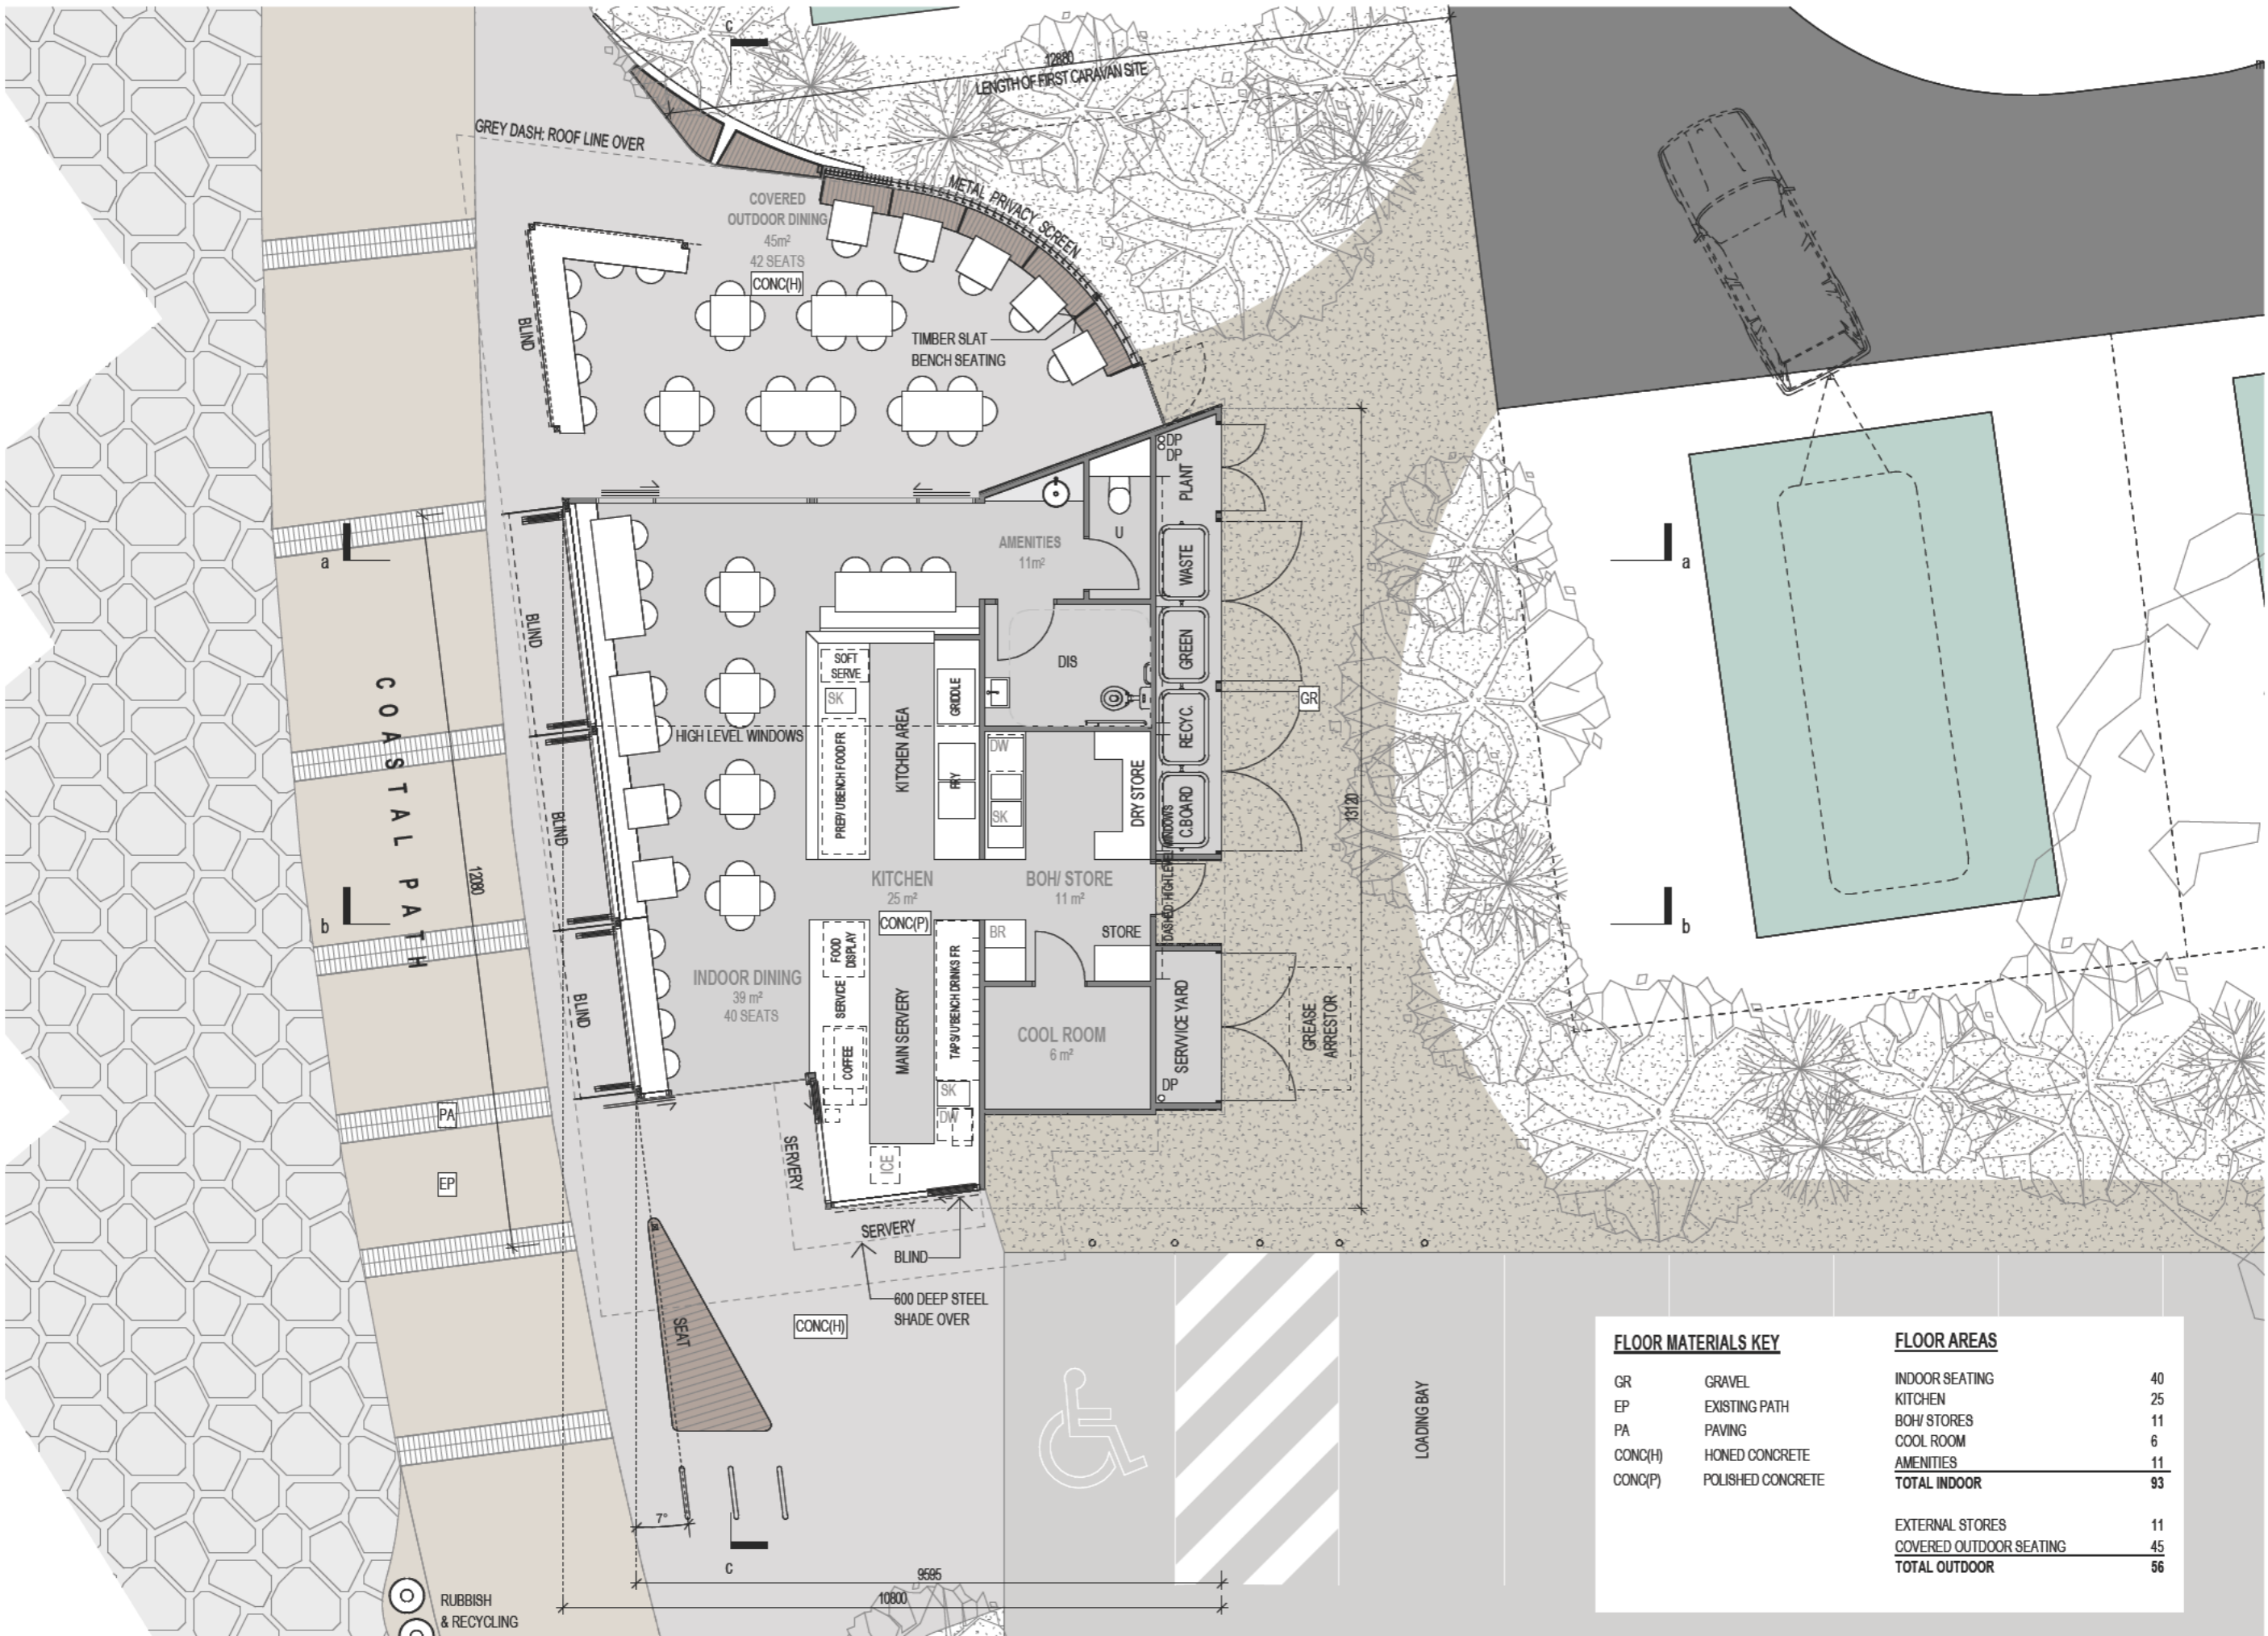 C
12880
LENGTH OF FIRST CARAVAN SITE
GREY DASH: ROOF LINE OVER
METAL PRIVACY SCREEN
COVERED
OUTDOOR DINING
45m²
42 SEATS
CONC(H)
BLIND
TIMBER SLAT
BENCH SEATING
DP
DP
PLANT
U
AMENITIES
11m²
WASTE
a
a
BLIND
DIS
GREEN
SOFT
SERVE
SK
GRIDDLE
GR
KITCHEN AREA
HIGH LEVEL WINDOWS
PREP/ U BENCH FOOD FR
FRY
DW
SK
DRY STORE
RECYC.
C.BOARD
COASTAL PATH
BLIND
12080
13120
DASHED: HIGH LEVEL WINDOWS
KITCHEN
25 m²
CONC(P)
BOH/ STORE
11 m²
b
b
BR
STORE
FOOD
DISPLAY
SERVICE
COFFEE
MAIN SERVERY
TAPS/U'BENCH DRINKS FR
INDOOR DINING
39 m²
40 SEATS
BLIND
COOL ROOM
6 m²
SERVICE YARD
GREASE
ARRESTOR
SK
DW
DP
PA
EP
SERVERY
ICE
SERVERY
BLIND
600 DEEP STEEL
SHADE OVER
SEAT
CONC(H)
LOADING BAY
7°
c
9595
10800
RUBBISH
& RECYCLING
FLOOR MATERIALS KEY
GR GRAVEL
EP EXISTING PATH
PA PAVING
CONC(H) HONED CONCRETE
CONC(P) POLISHED CONCRETE
FLOOR AREAS
INDOOR SEATING 40
KITCHEN 25
BOH/ STORES 11
COOL ROOM 6
AMENITIES 11
TOTAL INDOOR 93
EXTERNAL STORES 11
COVERED OUTDOOR SEATING 45
TOTAL OUTDOOR 56